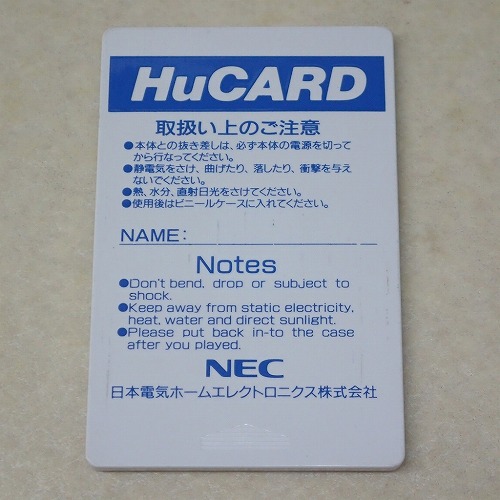 HuCARD
取扱い上のご注意
●本体との抜き差しは、必ず本体の電源を切って
から行なってください。
●静電気をさけ、曲げたり、落したり、衝撃を与え
ないでください。
●熱、水分、直射日光をさけてください。
●使用後はビニールケースに入れてください。
NAME:
Notes
●Don't bend, drop or subject to
shock.
●Keep away from static electricity,
heat, water and direct sunlight.
●Please put back in-to the case
after you played.
NEC
日本電気ホームエレクトロニクス株式会社